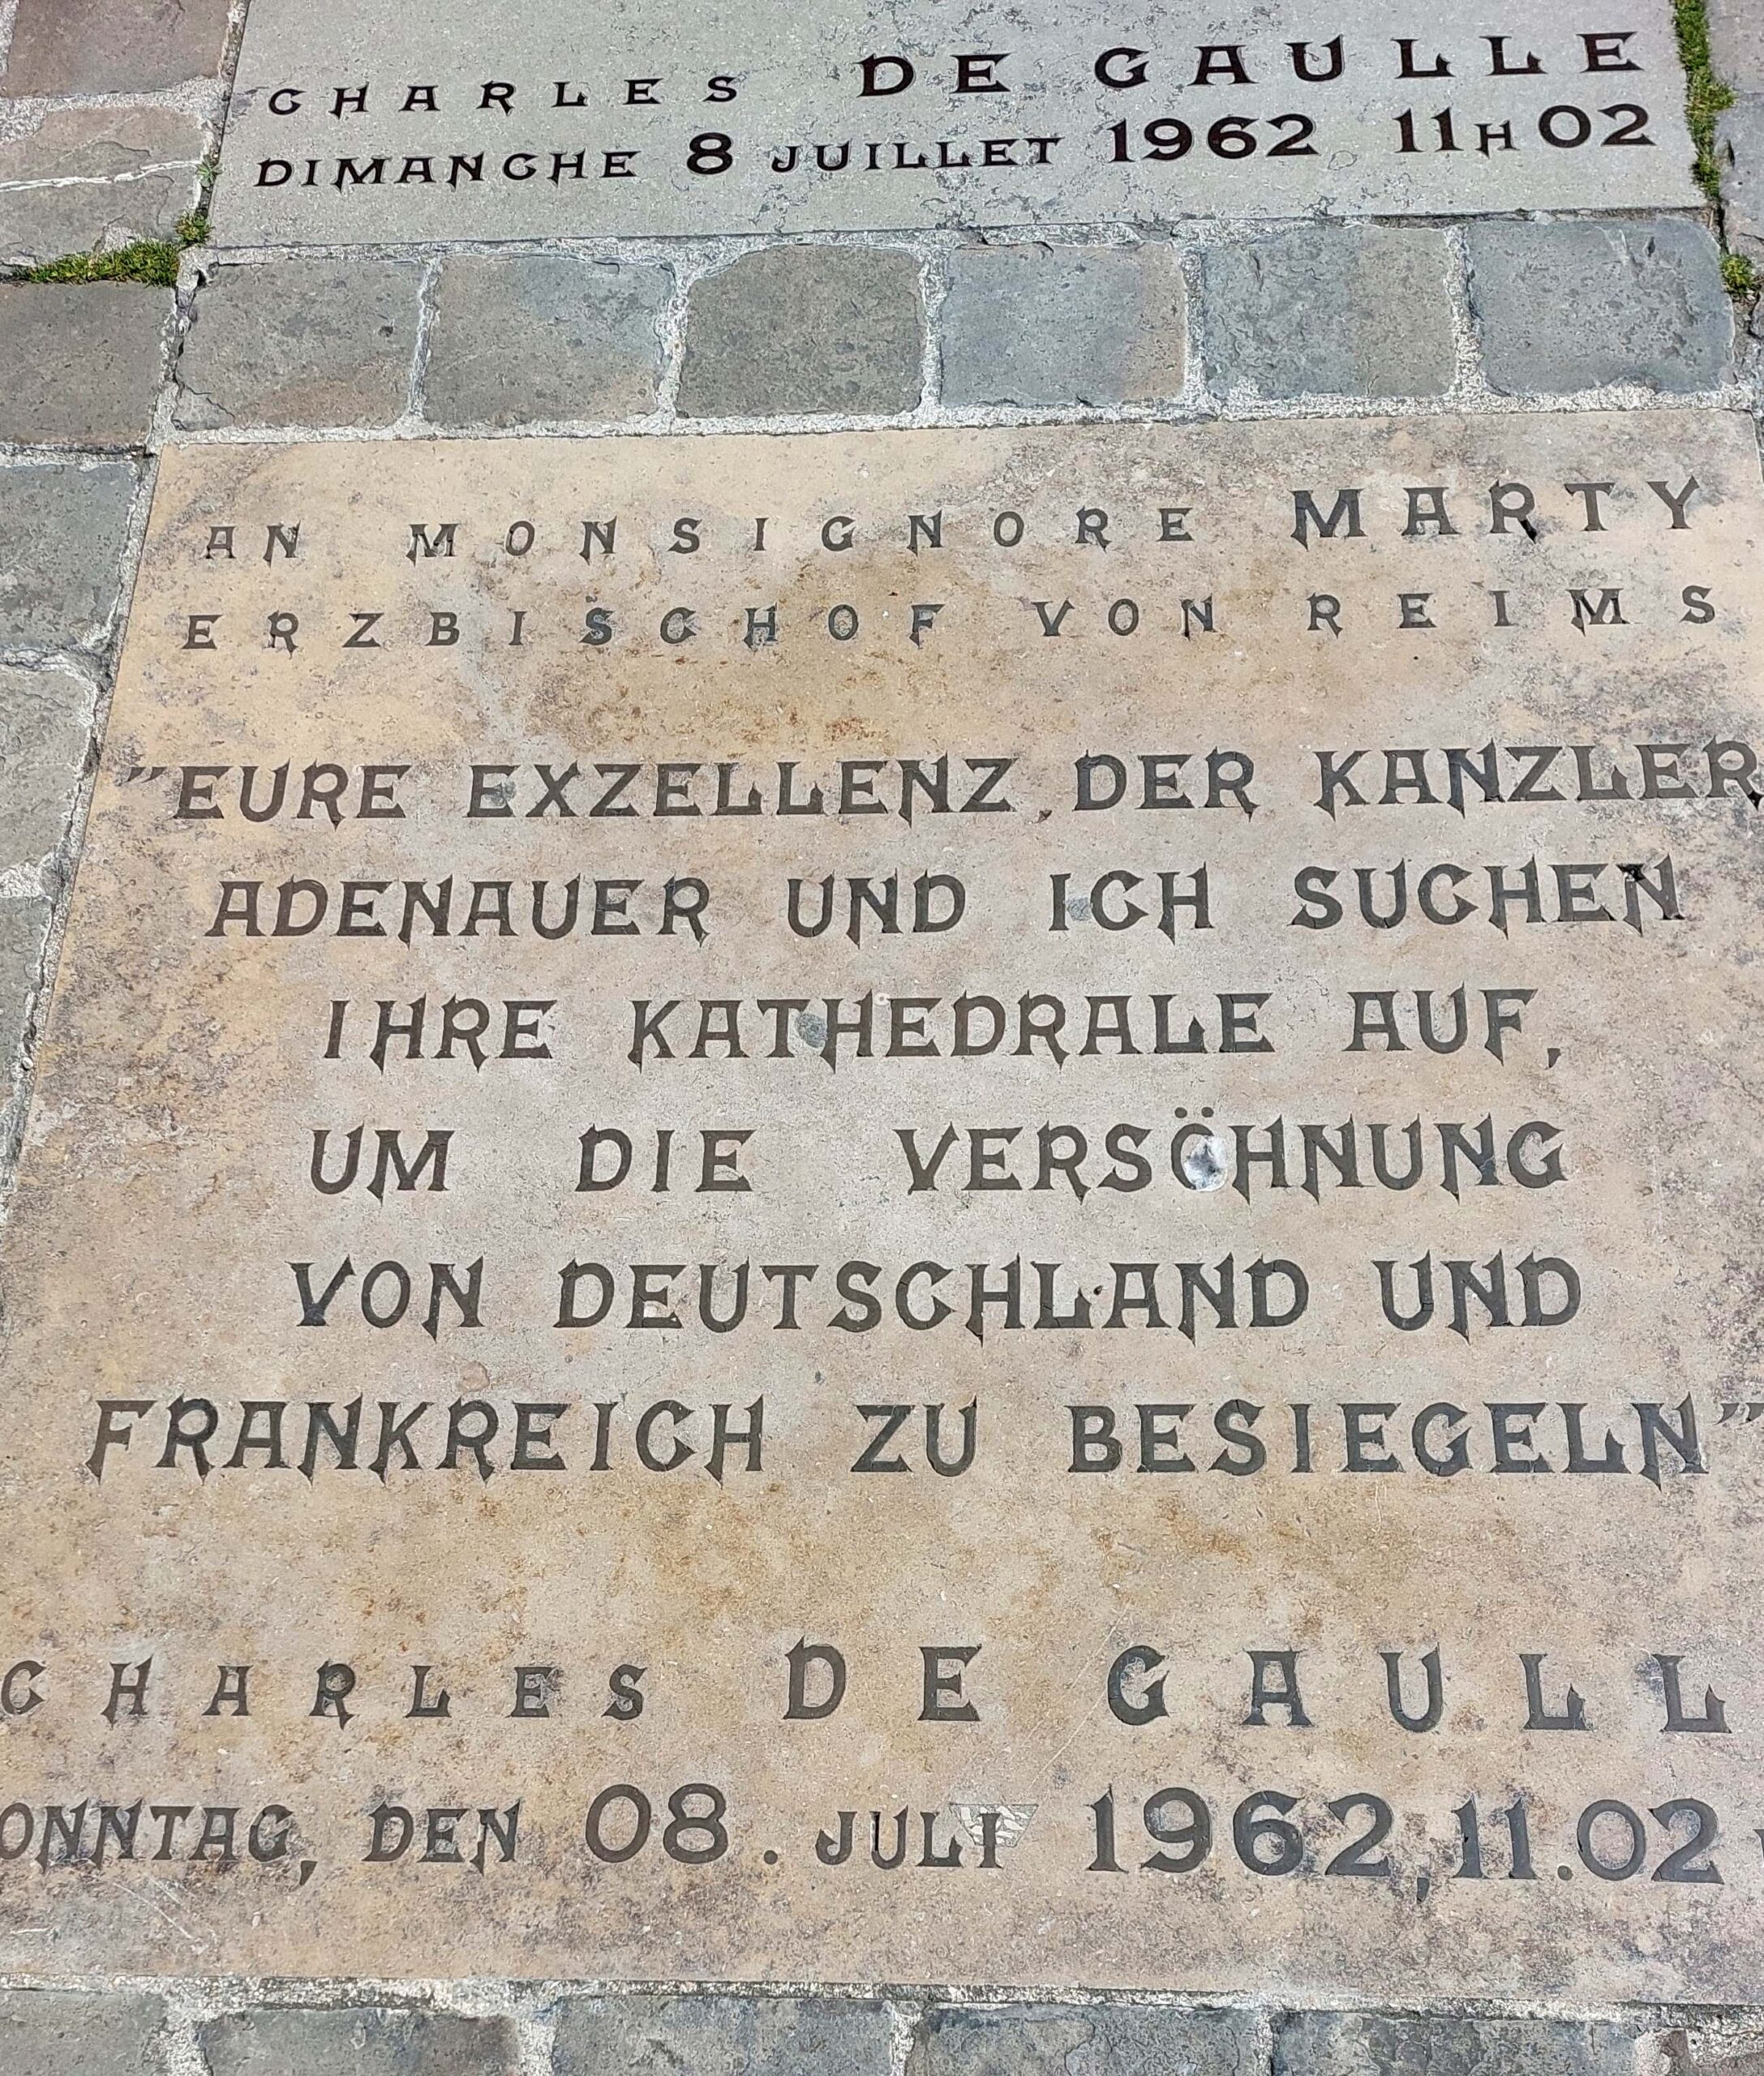 CHARLES DE GAULLE
DIMANCHE 8 JUILLET 1962 11H02
AN MONSIGNORE MARTY
ERZBISCHOF VON REIMS
"EURE EXZELLENZ DER KANZLER
ADENAUER UND ICH SUCHEN
IHRE KATHEDRALE AUF,
UM DIE VERSÖHNUNG
VON DEUTSCHLAND UND
FRANKREICH ZU BESIEGELN"
CHARLES DE GAULL
ONNTAG, DEN 08. JULI 1962, 11.02